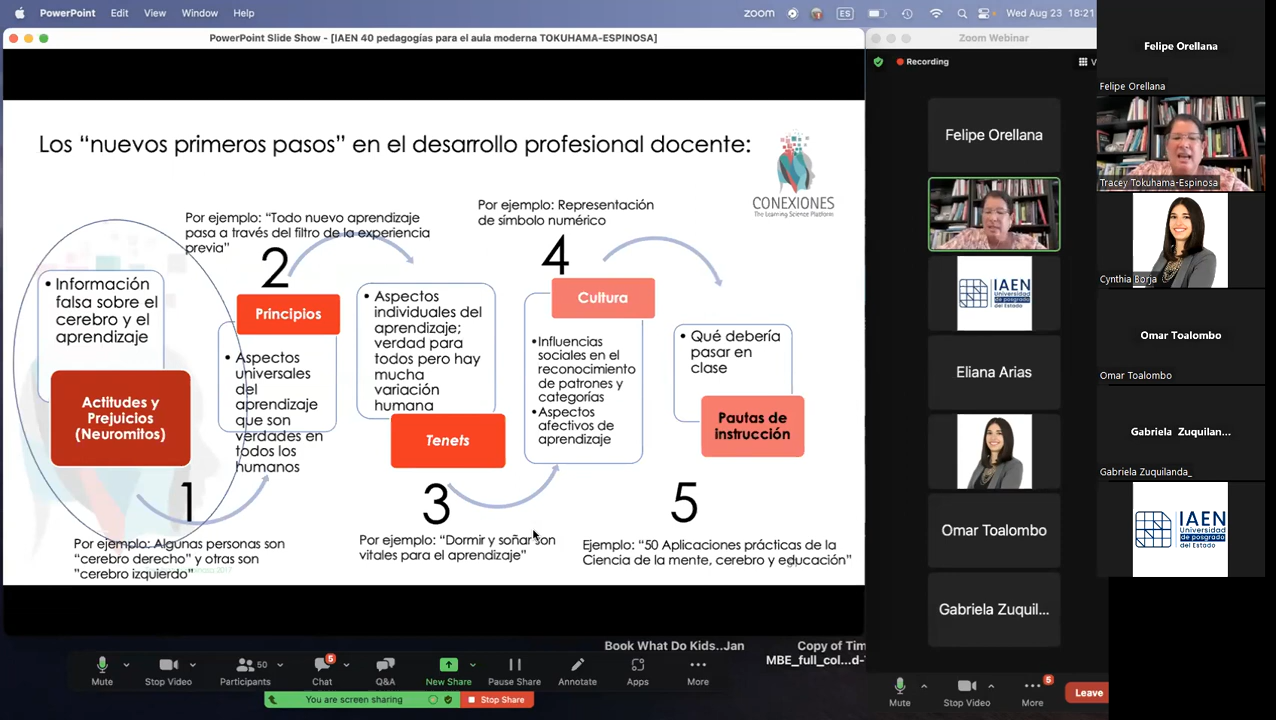 PowerPoint Edit View Window Help
zoom ES Wed Aug 23 18:21
PowerPoint Slide Show - [IAEN 40 pedagogías para el aula moderna TOKUHAMA-ESPINOSA]
Los “nuevos primeros pasos” en el desarrollo profesional docente:
CONEXIONES
The Learning Science Platform
• Información
falsa sobre el
cerebro y el
aprendizaje
Actitudes y
Prejuicios
(Neuromitos)
1
Por ejemplo: Algunas personas son
“cerebro derecho” y otras son
“cerebro izquierdo”
2017
Por ejemplo: “Todo nuevo aprendizaje
pasa a través del filtro de la experiencia
previa”
2
Principios
• Aspectos
universales
del
aprendizaje
que son
verdades en
todos los
humanos
• Aspectos
individuales del
aprendizaje;
verdad para
todos pero hay
mucha
variación
humana
Tenets
3
Por ejemplo: “Dormir y soñar son
vitales para el aprendizaje”
Por ejemplo: Representación
de símbolo numérico
4
Cultura
•Influencias
sociales en el
reconocimiento
de patrones y
categorías
•Aspectos
afectivos de
aprendizaje
• Qué debería
pasar en
clase
Pautas de
instrucción
5
Ejemplo: “50 Aplicaciones prácticas de la
Ciencia de la mente, cerebro y educación”
Book What Do Kids..Jan
Copy of Tim
MBE_full_col...d-
Mute Stop Video 50 Participants 5 Chat Q&A New Share Pause Share Annotate Apps More
You are screen sharing Stop Share
Zoom Webinar
Recording
Felipe Orellana
IAEN
Universidad
de posgrado
del Estado
Eliana Arias
Omar Toalombo
Gabriela Zuquil...
Mute Stop Video 5 More Leave
Felipe Orellana
Felipe Orellana
Tracey Tokuhama-Espinosa
Cynthia Borja
Omar Toalombo
Omar Toalombo
Gabriela Zuquilan...
Gabriela Zuquilanda_
IAEN
Universidad
de posgrado
del Estado